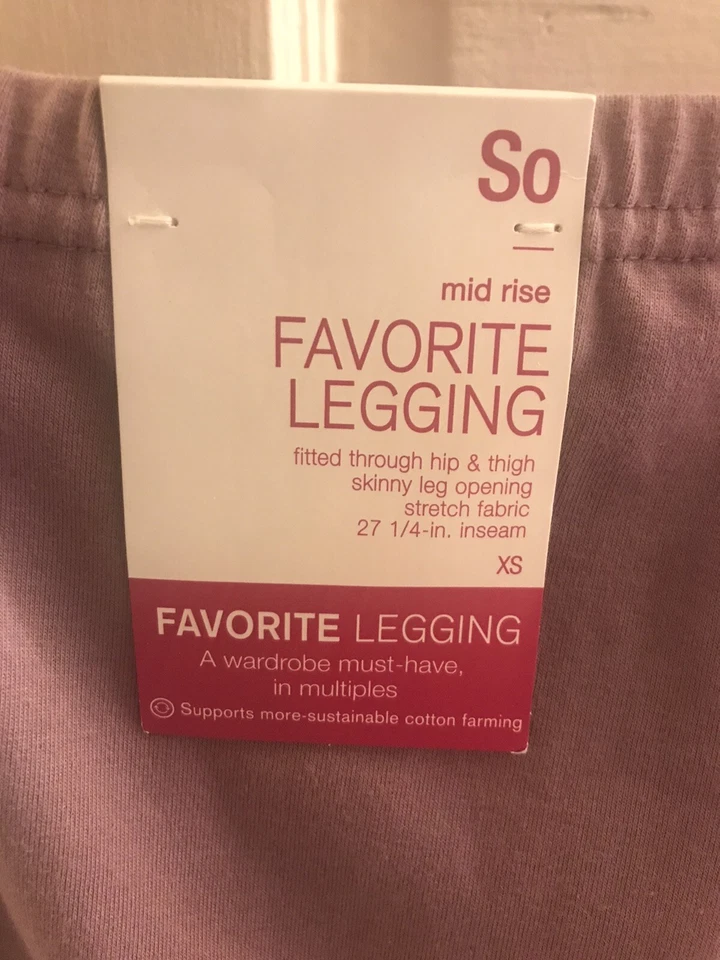 So
mid rise
FAVORITE
LEGGING
fitted through hip & thigh
skinny leg opening
stretch fabric
27 1/4-in. inseam
XS
FAVORITE LEGGING
A wardrobe must-have,
in multiples
Supports more-sustainable cotton farming